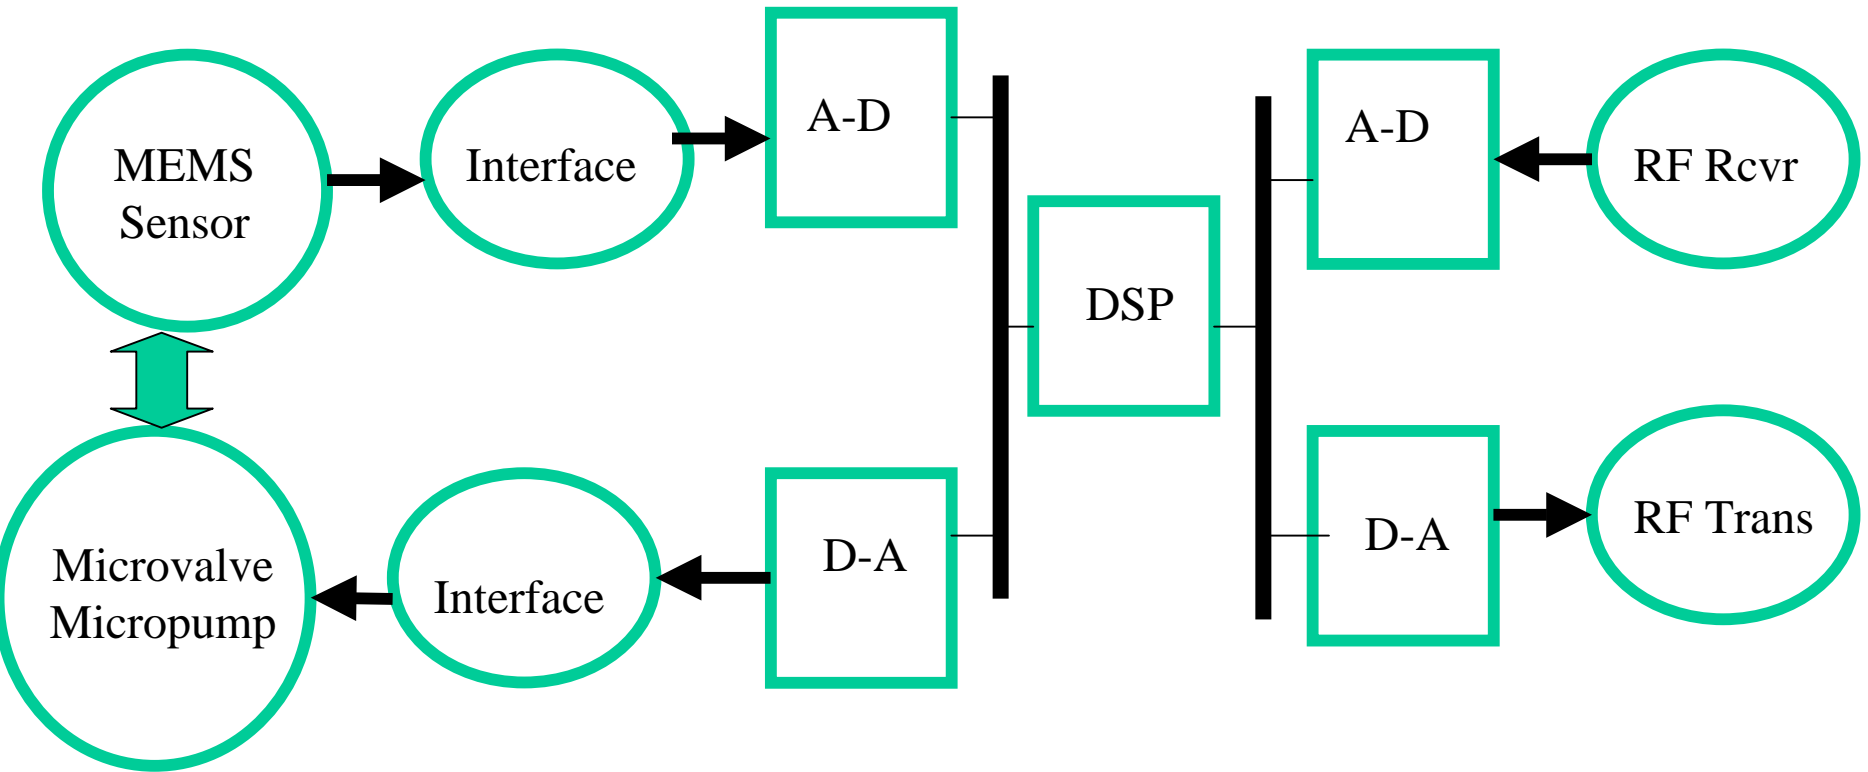 MEMS
Sensor
Interface
A-D
DSP
A-D
RF Rcvr
Microvalve
Micropump
Interface
D-A
D-A
RF Trans